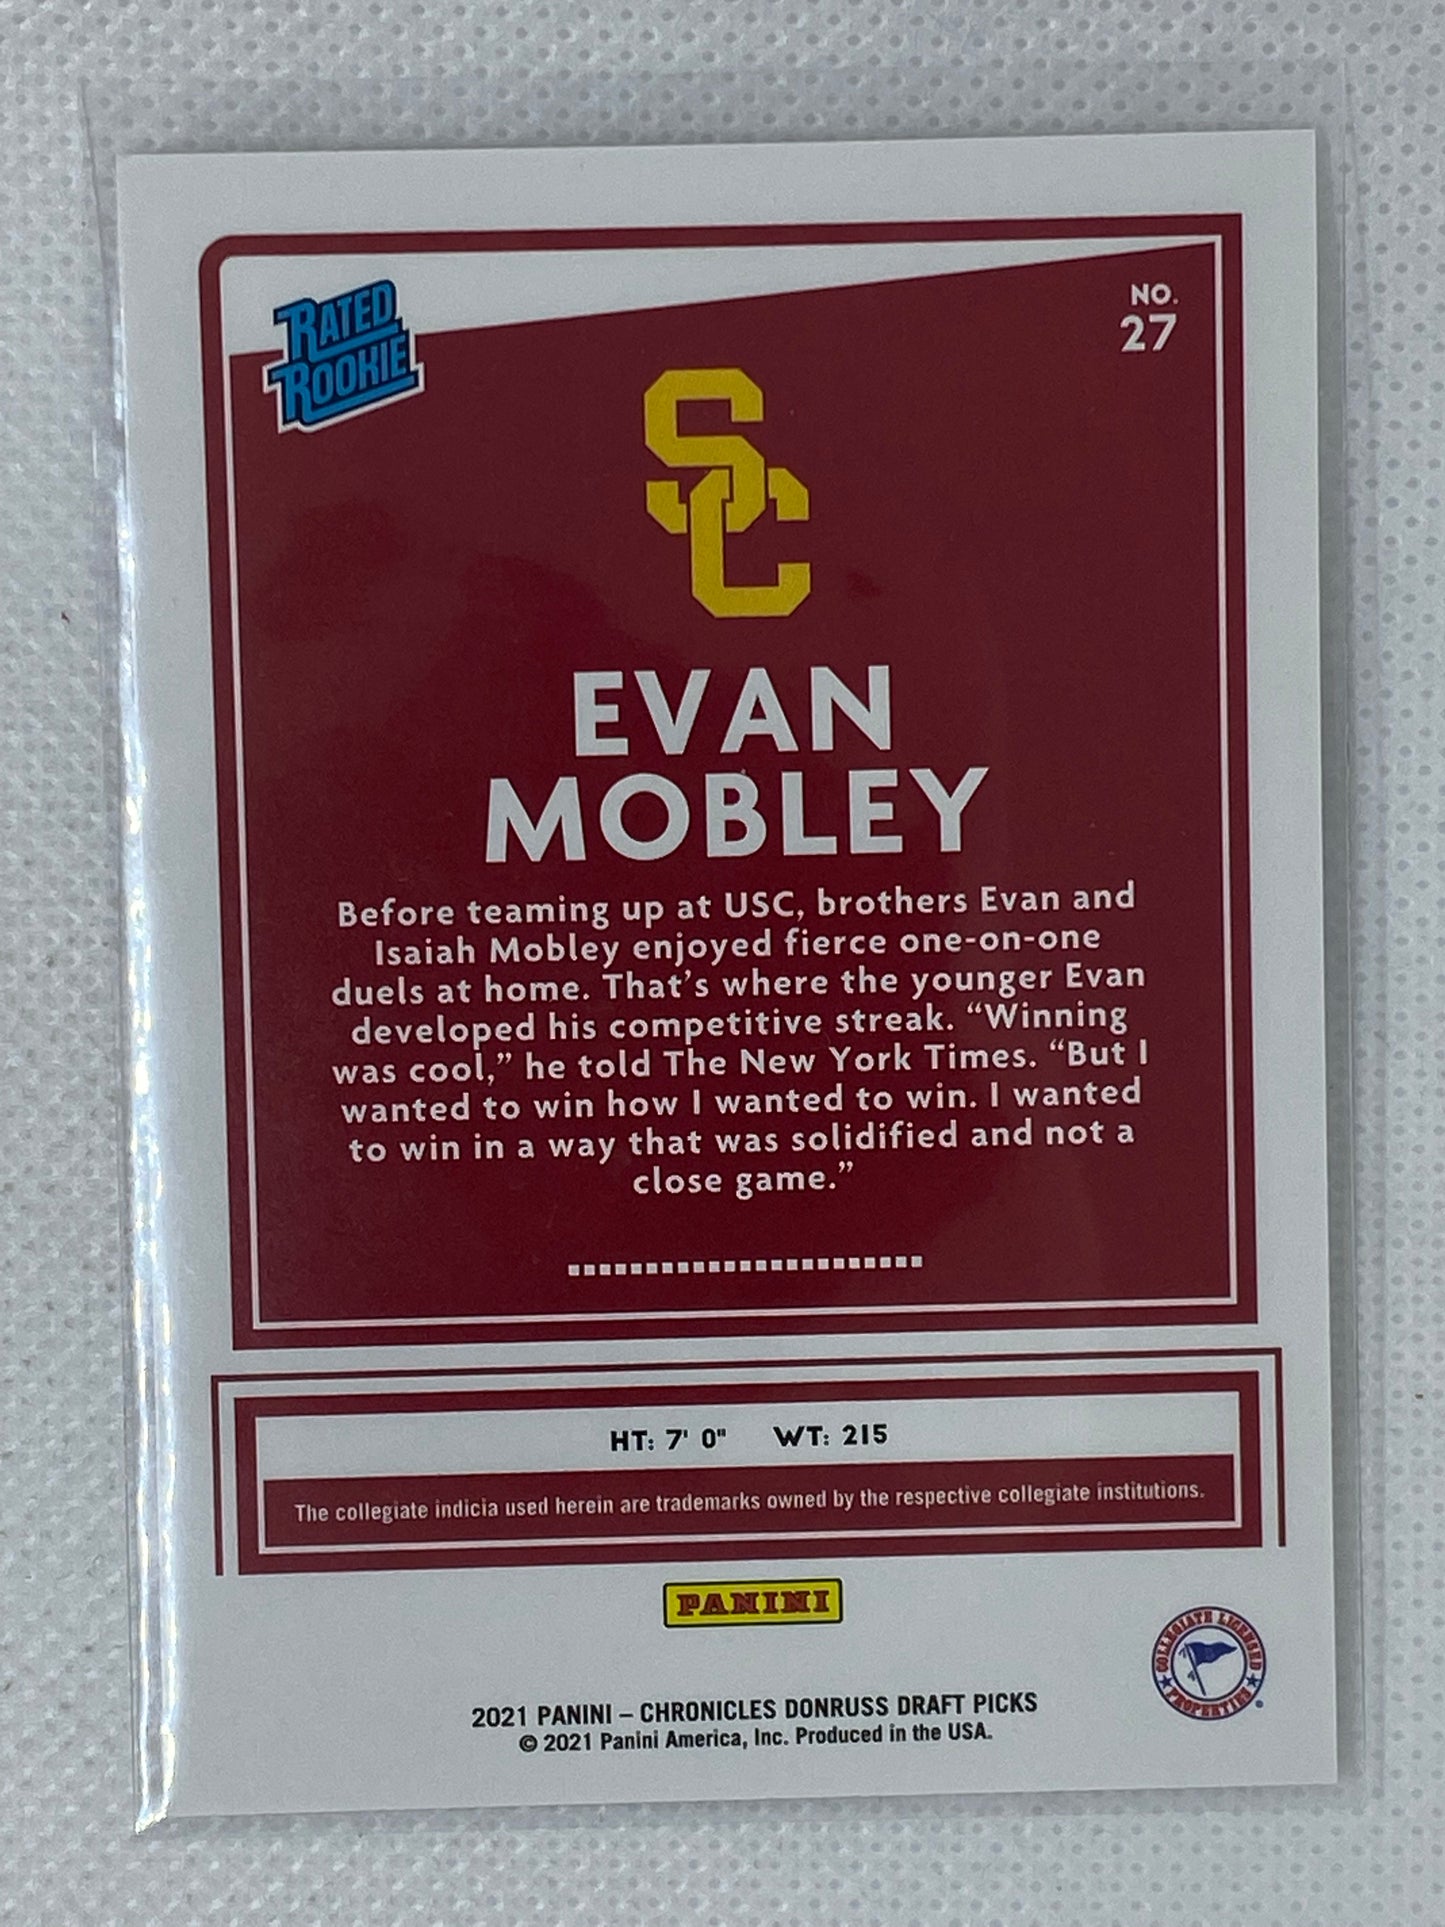 RATED
ROOKIE
NO.
27
SC
EVAN
MOBLEY
Before teaming up at USC, brothers Evan and
Isaiah Mobley enjoyed fierce one-on-one
duels at home. That's where the younger Evan
developed his competitive streak. “Winning
was cool,” he told The New York Times. “But I
wanted to win how I wanted to win. I wanted
to win in a way that was solidified and not a
close game.”
HT: 7' 0" WT: 215
The collegiate indicia used herein are trademarks owned by the respective collegiate institutions.
PANINI
COLLEGIATE LICENSED
PROPERTIES
2021 PANINI – CHRONICLES DONRUSS DRAFT PICKS
© 2021 Panini America, Inc. Produced in the USA.